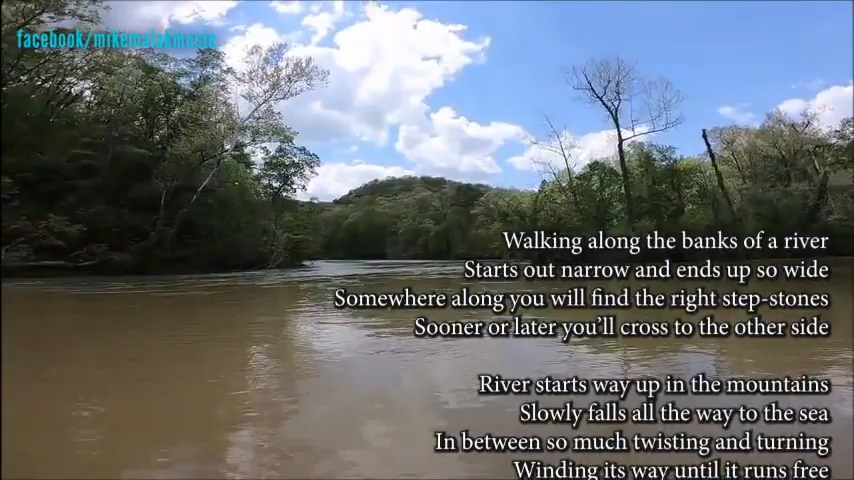 facebook/mikemalakmusic
Walking along the banks of a river
Starts out narrow and ends up so wide
Somewhere along you will find the right step-stones
Sooner or later you'll cross to the other side
River starts way up in the mountains
Slowly falls all the way to the sea
In between so much twisting and turning
Winding its way until it runs free